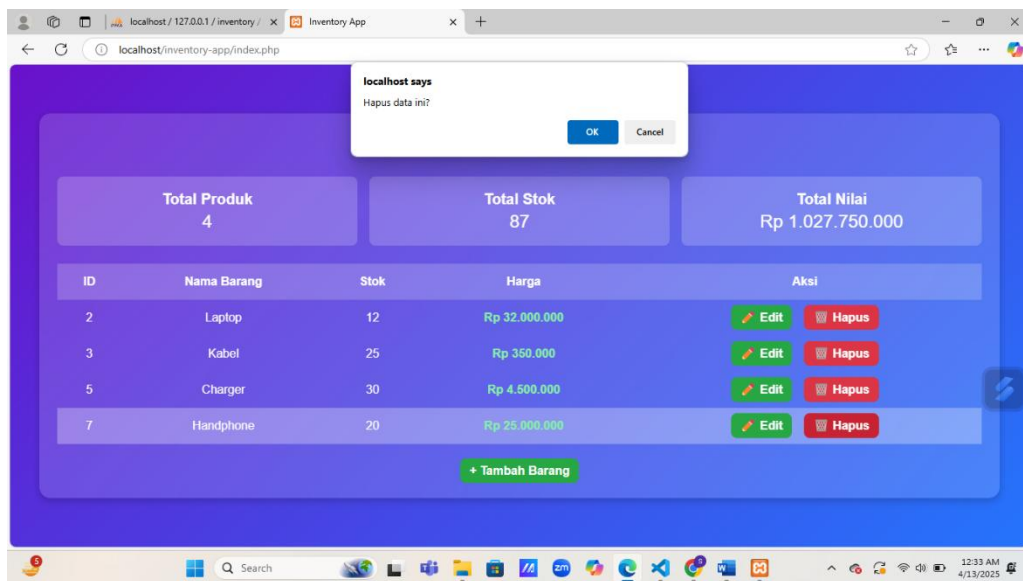 localhost / 127.0.0.1 / inventory /
Inventory App
localhost/inventory-app/index.php
localhost says
Hapus data ini?
OK Cancel
Total Produk
4
Total Stok
87
Total Nilai
Rp 1.027.750.000
ID Nama Barang Stok Harga Aksi
2 Laptop 12 Rp 32.000.000 Edit Hapus
3 Kabel 25 Rp 350.000 Edit Hapus
5 Charger 30 Rp 4.500.000 Edit Hapus
7 Handphone 20 Rp 25.000.000 Edit Hapus
+ Tambah Barang
5
Search
zm
12:33 AM
4/13/2025